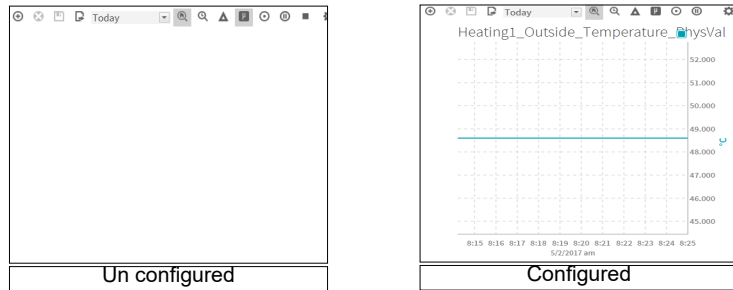 Today
Un configured
Today
Heating1_Outside_Temperature_PhysVal
52.000
51.000
50.000
49.000
°C
48.000
47.000
46.000
45.000
8:15 8:16 8:17 8:18 8:19 8:20 8:21 8:22 8:23 8:24 8:25
5/2/2017 am
Configured